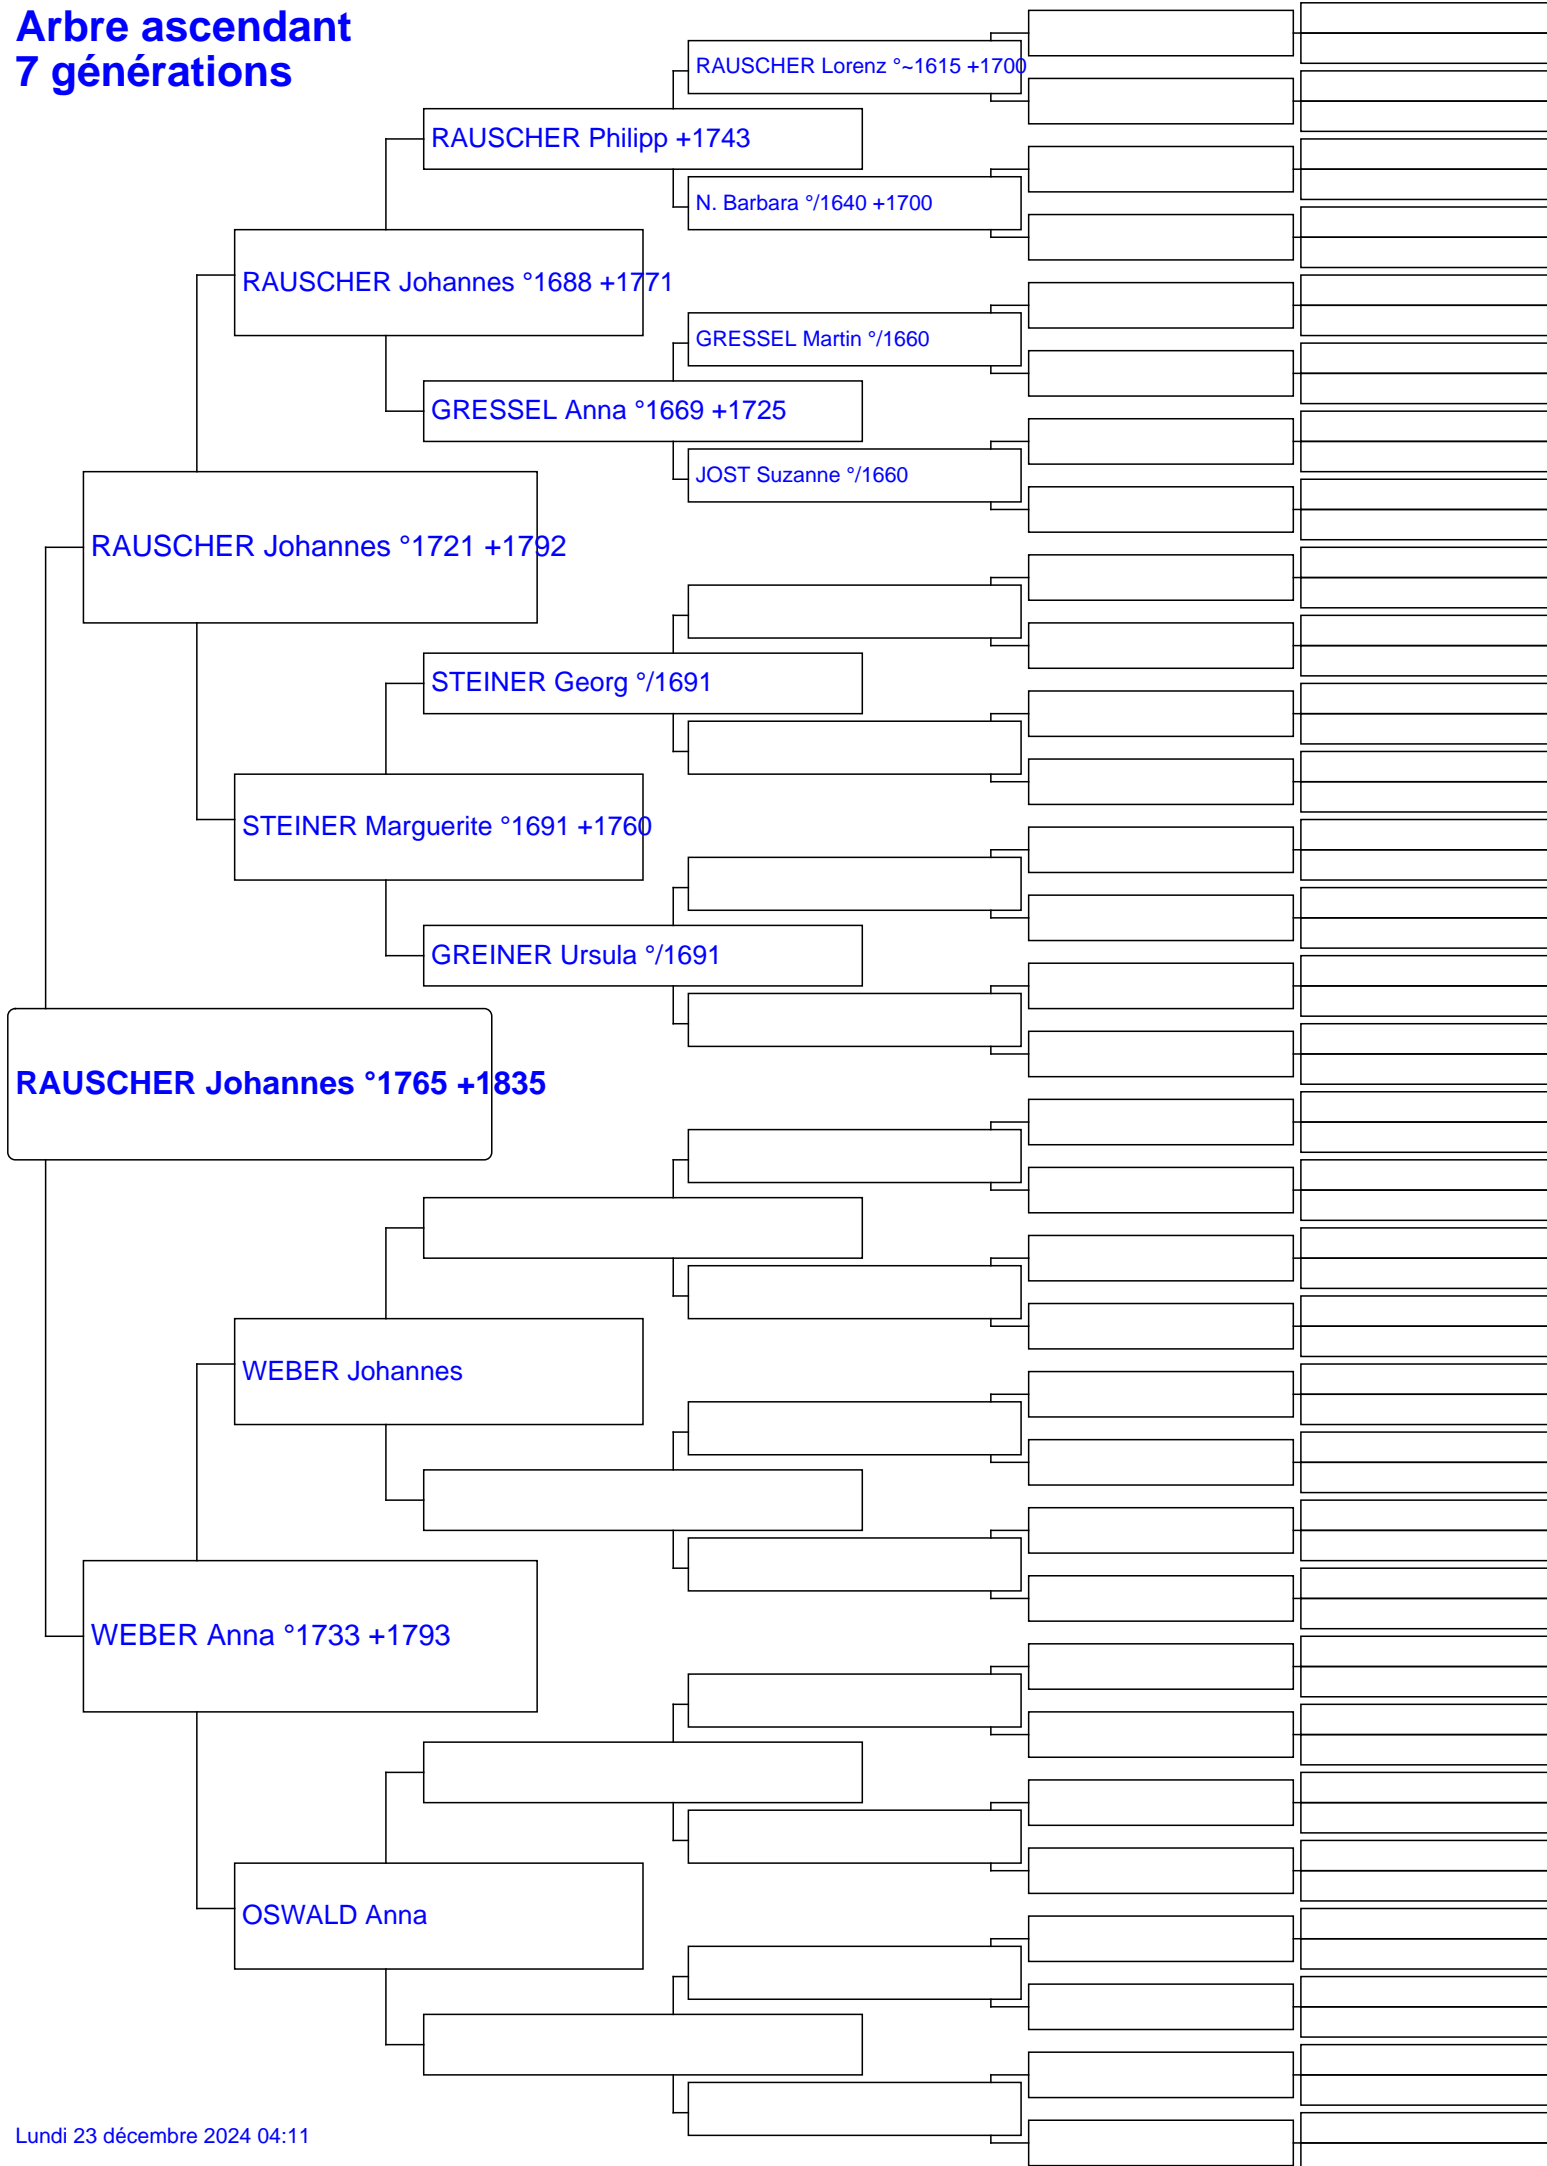 Arbre ascendant
7 générations
RAUSCHER Lorenz °~1615 +1700
RAUSCHER Philipp +1743
N. Barbara °/1640 +1700
RAUSCHER Johannes °1688 +1771
GRESSEL Martin °/1660
GRESSEL Anna °1669 +1725
JOST Suzanne °/1660
RAUSCHER Johannes °1721 +1792
STEINER Georg °/1691
STEINER Marguerite °1691 +1760
GREINER Ursula °/1691
RAUSCHER Johannes °1765 +1835
WEBER Johannes
WEBER Anna °1733 +1793
OSWALD Anna
Lundi 23 décembre 2024 04:11